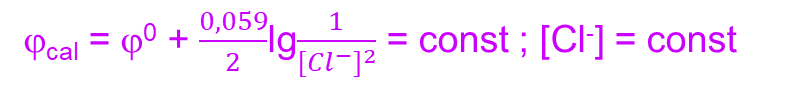 φcal = φ⁰ + 0,059/2 lg 1/[Cl⁻]² = const ; [Cl⁻] = const